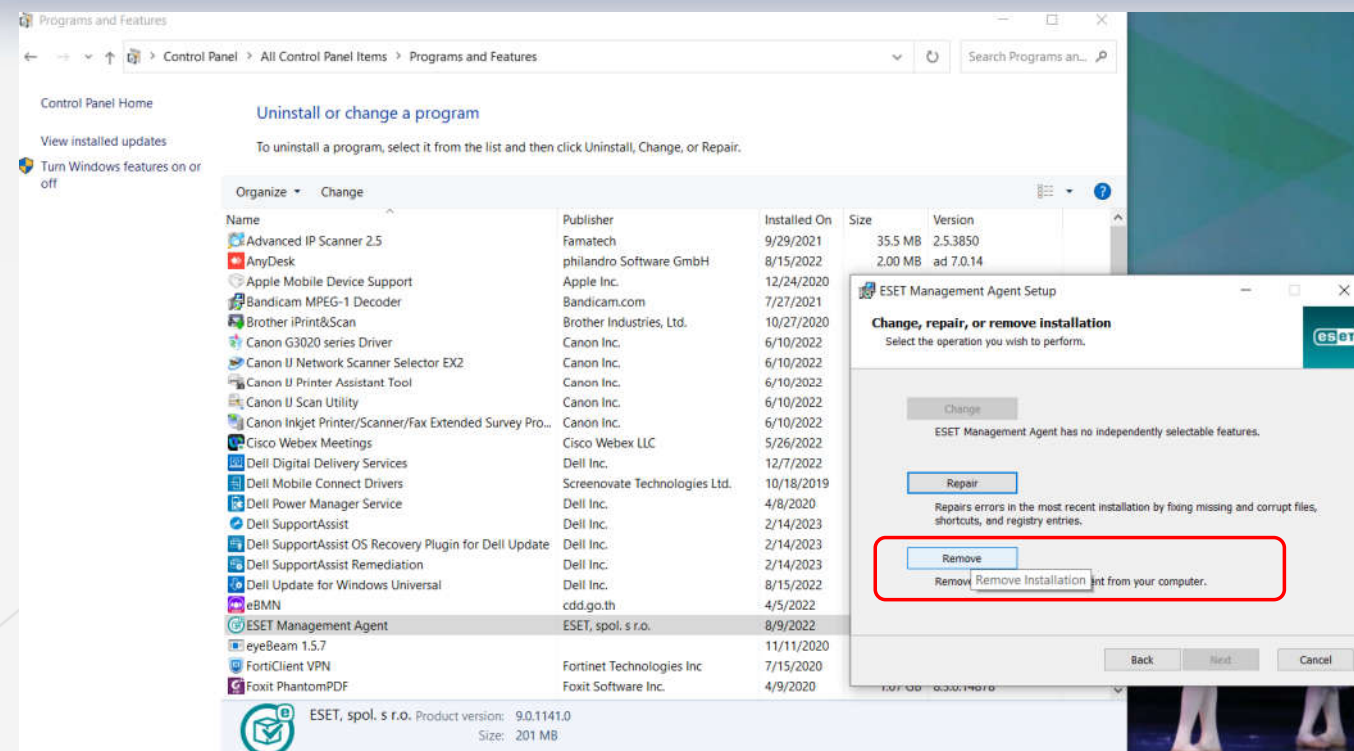 Programs and Features
Control Panel > All Control Panel Items > Programs and Features
Search Programs an...
Control Panel Home
View installed updates
Turn Windows features on or
off
Uninstall or change a program
To uninstall a program, select it from the list and then click Uninstall, Change, or Repair.
Organize Change
Name Publisher Installed On Size Version
Advanced IP Scanner 2.5 Famatech 9/29/2021 35.5 MB 2.5.3850
AnyDesk philandro Software GmbH 8/15/2022 2.00 MB ad 7.0.14
Apple Mobile Device Support Apple Inc. 12/24/2020
Bandicam MPEG-1 Decoder Bandicam.com 7/27/2021
Brother iPrint&Scan Brother Industries, Ltd. 10/27/2020
Canon G3020 series Driver Canon Inc. 6/10/2022
Canon IJ Network Scanner Selector EX2 Canon Inc. 6/10/2022
Canon IJ Printer Assistant Tool Canon Inc. 6/10/2022
Canon IJ Scan Utility Canon Inc. 6/10/2022
Canon Inkjet Printer/Scanner/Fax Extended Survey Pro... Canon Inc. 6/10/2022
Cisco Webex Meetings Cisco Webex LLC 5/26/2022
Dell Digital Delivery Services Dell Inc. 12/7/2022
Dell Mobile Connect Drivers Screenovate Technologies Ltd. 10/18/2019
Dell Power Manager Service Dell Inc. 4/8/2020
Dell SupportAssist Dell Inc. 2/14/2023
Dell SupportAssist OS Recovery Plugin for Dell Update Dell Inc. 2/14/2023
Dell SupportAssist Remediation Dell Inc. 2/14/2023
Dell Update for Windows Universal Dell Inc. 8/15/2022
eBMN cdd.go.th 4/5/2022
ESET Management Agent ESET, spol. s r.o. 8/9/2022
eyeBeam 1.5.7 11/11/2020
FortiClient VPN Fortinet Technologies Inc 7/15/2020
Foxit PhantomPDF Foxit Software Inc. 4/9/2020
ESET, spol. s r.o. Product version: 9.0.1141.0
Size: 201 MB
ESET Management Agent Setup
Change, repair, or remove installation
Select the operation you wish to perform.
eset
Change
ESET Management Agent has no independently selectable features.
Repair
Repairs errors in the most recent installation by fixing missing and corrupt files,
shortcuts, and registry entries.
Remove
Remove Installation
from your computer.
Back Next Cancel